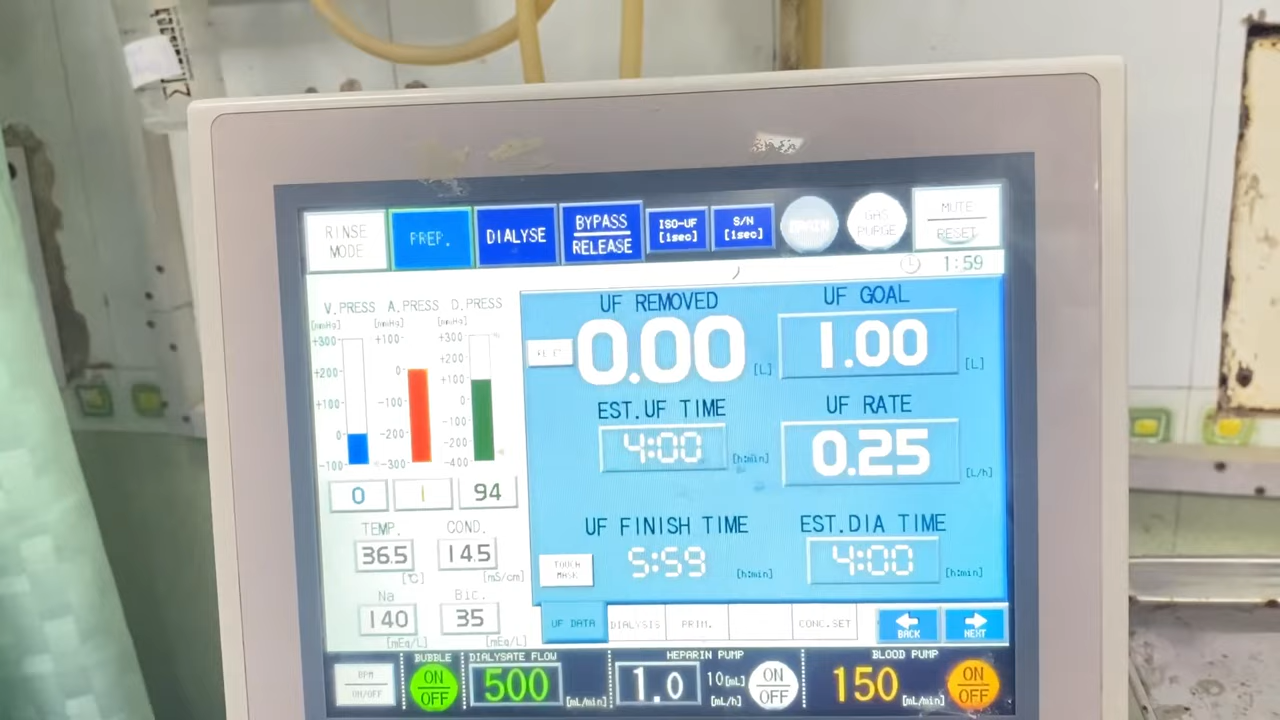 RINSE MODE
PREP.
DIALYSE
BYPASS
RELEASE
ISO-UF
[1sec]
S/N
[1sec]
DRAIN
GAS PURGE
MUTE
RESET
1:59
V.PRESS A.PRESS D.PRESS
[mmHg] [mmHg] [mmHg]
+300 +100 +300
+200 0 +200
+100 -100 +100
0 -200 0
-100 -300 -100
-200
-400
0 1 94
TEMP. COND.
36.5 14.5
[℃] [mS/cm]
Na Bic.
140 35
[mEq/L] [mEq/L]
UF REMOVED
0.00 [L]
UF GOAL
1.00 [L]
EST.UF TIME
4:00 [h:min]
UF RATE
0.25 [L/h]
UF FINISH TIME
5:59 [h:min]
EST.DIA TIME
4:00 [h:min]
TOUCH MASK
UF DATA DIALYSIS PRIM. CONC.SET BACK NEXT
BPM
ON/OFF
BUBBLE
ON
OFF
DIALYSATE FLOW
500 [mL/min]
HEPARIN PUMP
1.0 10[mL]
[mL/h]
ON
OFF
BLOOD PUMP
150 [mL/min]
ON
OFF